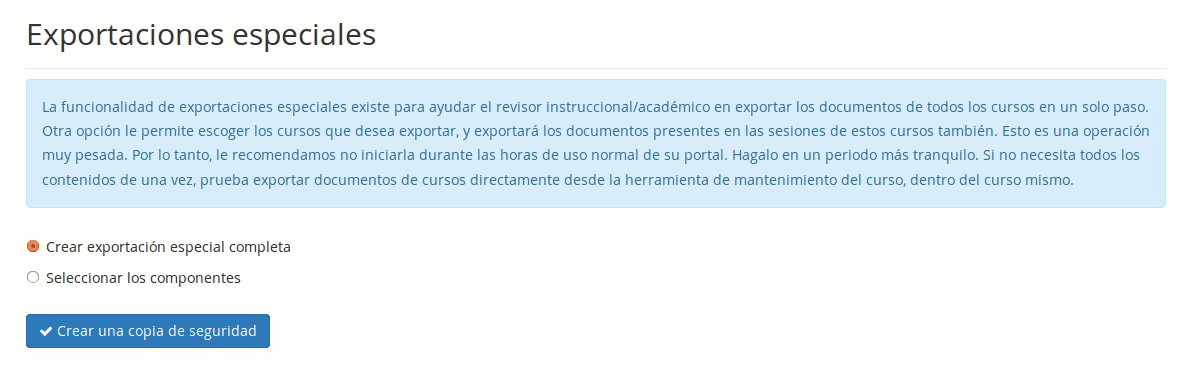 Exportaciones especiales
La funcionalidad de exportaciones especiales existe para ayudar el revisor instruccional/académico en exportar los documentos de todos los cursos en un solo paso.
Otra opción le permite escoger los cursos que desea exportar, y exportará los documentos presentes en las sesiones de estos cursos también. Esto es una operación
muy pesada. Por lo tanto, le recomendamos no iniciarla durante las horas de uso normal de su portal. Hagalo en un periodo más tranquilo. Si no necesita todos los
contenidos de una vez, prueba exportar documentos de cursos directamente desde la herramienta de mantenimiento del curso, dentro del curso mismo.
Crear exportación especial completa
Seleccionar los componentes
Crear una copia de seguridad